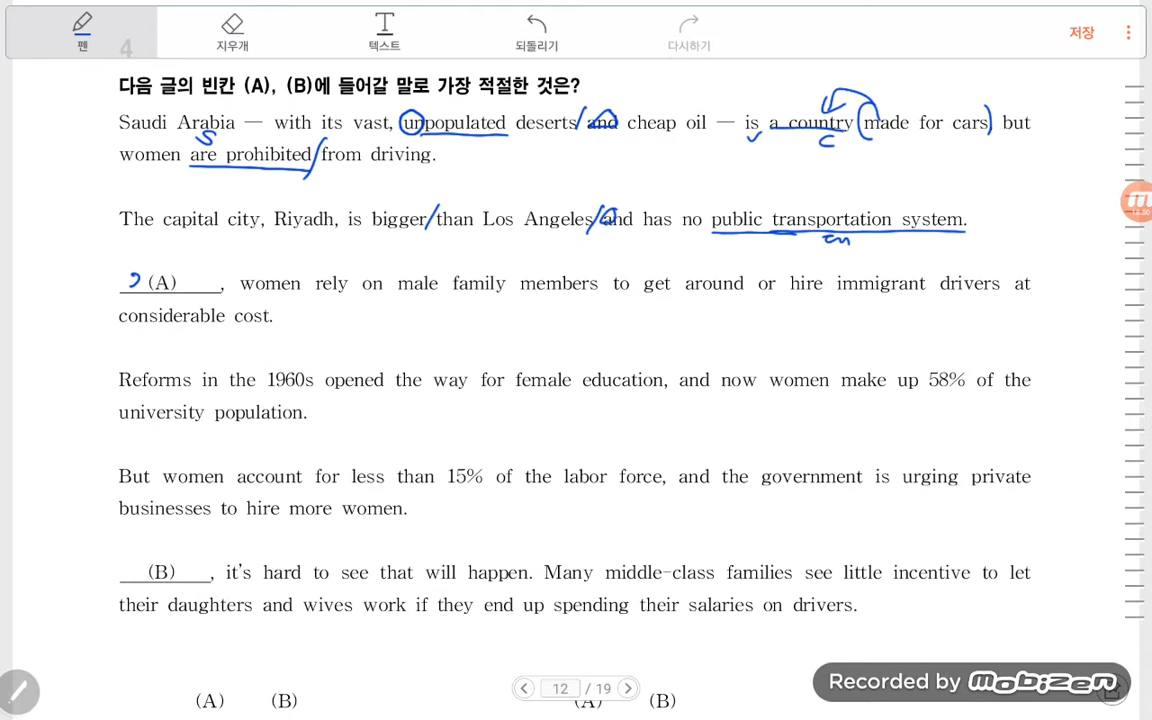 펜 지우개 텍스트 되돌리기 다시하기 저장
4
다음 글의 빈칸 (A), (B)에 들어갈 말로 가장 적절한 것은?
Saudi Arabia — with its vast, unpopulated deserts and cheap oil — is a country made for cars, but
S V C
women are prohibited from driving.
The capital city, Riyadh, is bigger than Los Angeles and has no public transportation system.
(A) , women rely on male family members to get around or hire immigrant drivers at
considerable cost.
Reforms in the 1960s opened the way for female education, and now women make up 58% of the
university population.
But women account for less than 15% of the labor force, and the government is urging private
businesses to hire more women.
(B) , it's hard to see that will happen. Many middle-class families see little incentive to let
their daughters and wives work if they end up spending their salaries on drivers.
12 / 19
Recorded by mobizen
(A) (B) (A) (B)